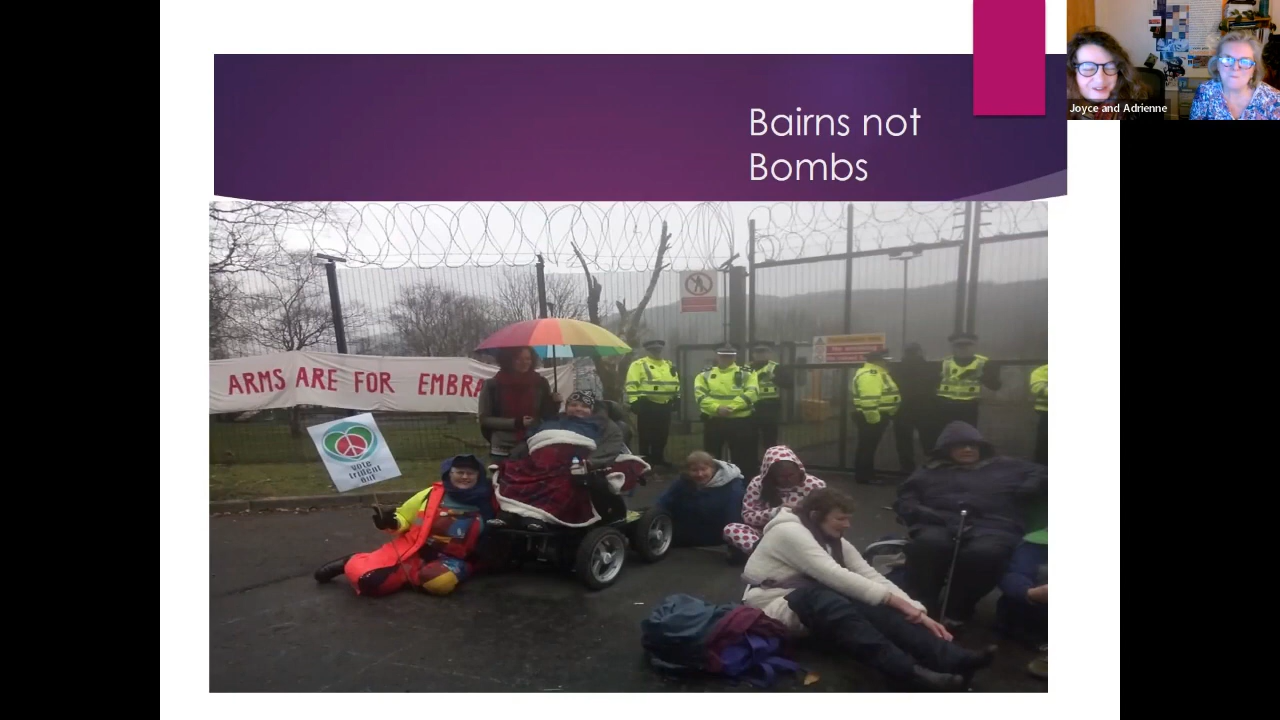 Bairns not
Bombs
Joyce and Adrienne
ARMS ARE FOR EMBRA
vote
trident
out